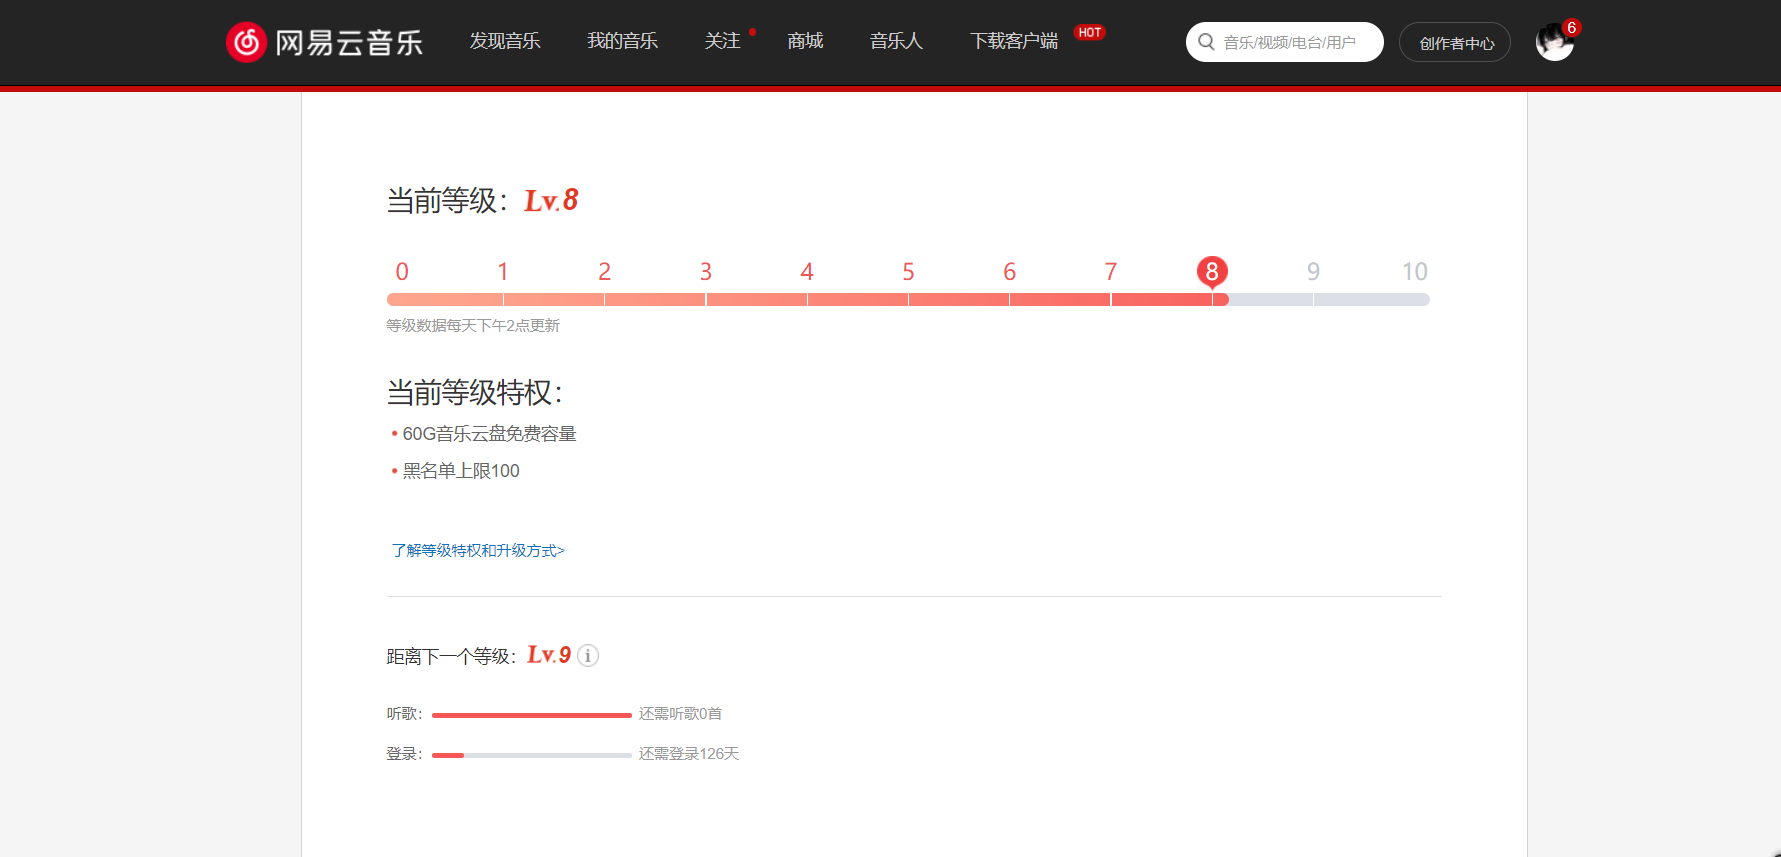 网易云音乐 发现音乐 我的音乐 关注 商城 音乐人 下载客户端 HOT 音乐/视频/电台/用户 创作者中心 6
当前等级：Lv.8
0 1 2 3 4 5 6 7 8 9 10
等级数据每天下午2点更新
当前等级特权：
60G音乐云盘免费容量
黑名单上限100
了解等级特权和升级方式>
距离下一个等级：Lv.9 i
听歌： 还需听歌0首
登录： 还需登录126天